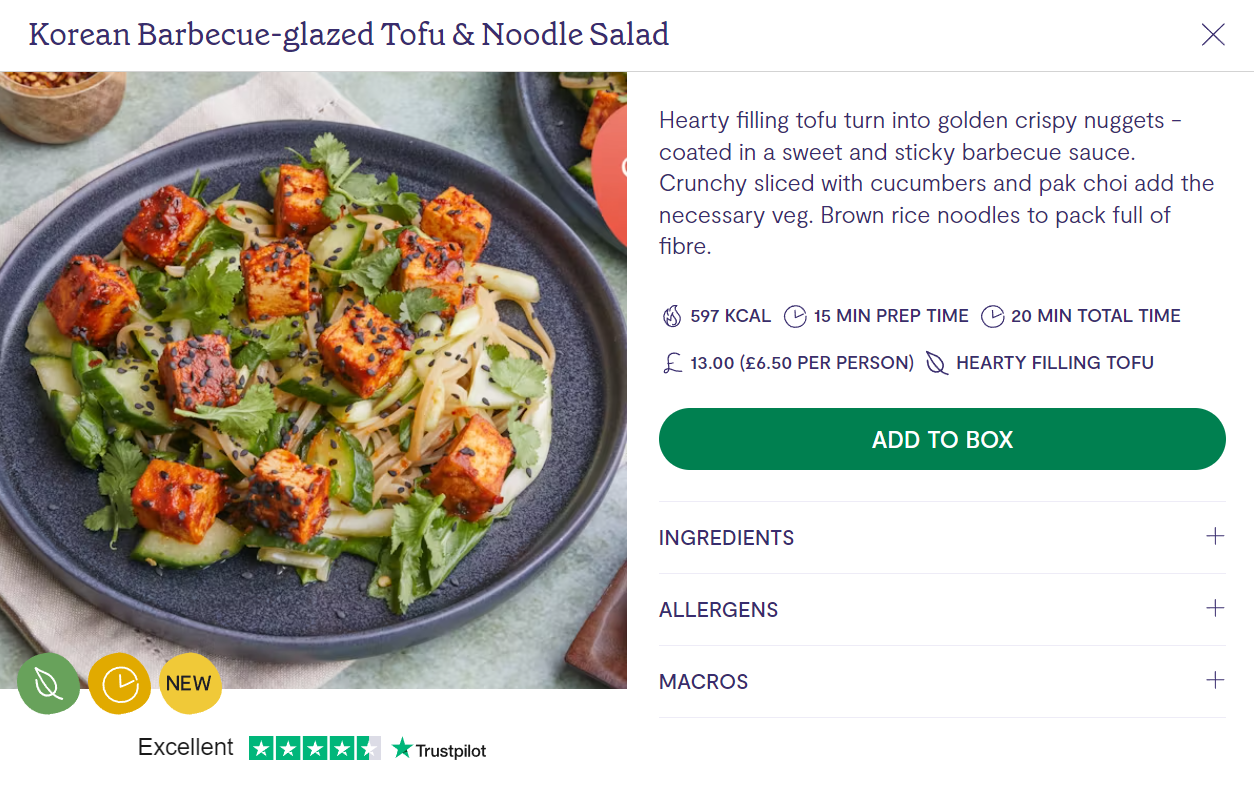 Korean Barbecue-glazed Tofu & Noodle Salad
Hearty filling tofu turn into golden crispy nuggets –
coated in a sweet and sticky barbecue sauce.
Crunchy sliced with cucumbers and pak choi add the
necessary veg. Brown rice noodles to pack full of
fibre.
597 KCAL 15 MIN PREP TIME 20 MIN TOTAL TIME
£ 13.00 (£6.50 PER PERSON) HEARTY FILLING TOFU
ADD TO BOX
INGREDIENTS
ALLERGENS
MACROS
NEW
Excellent Trustpilot